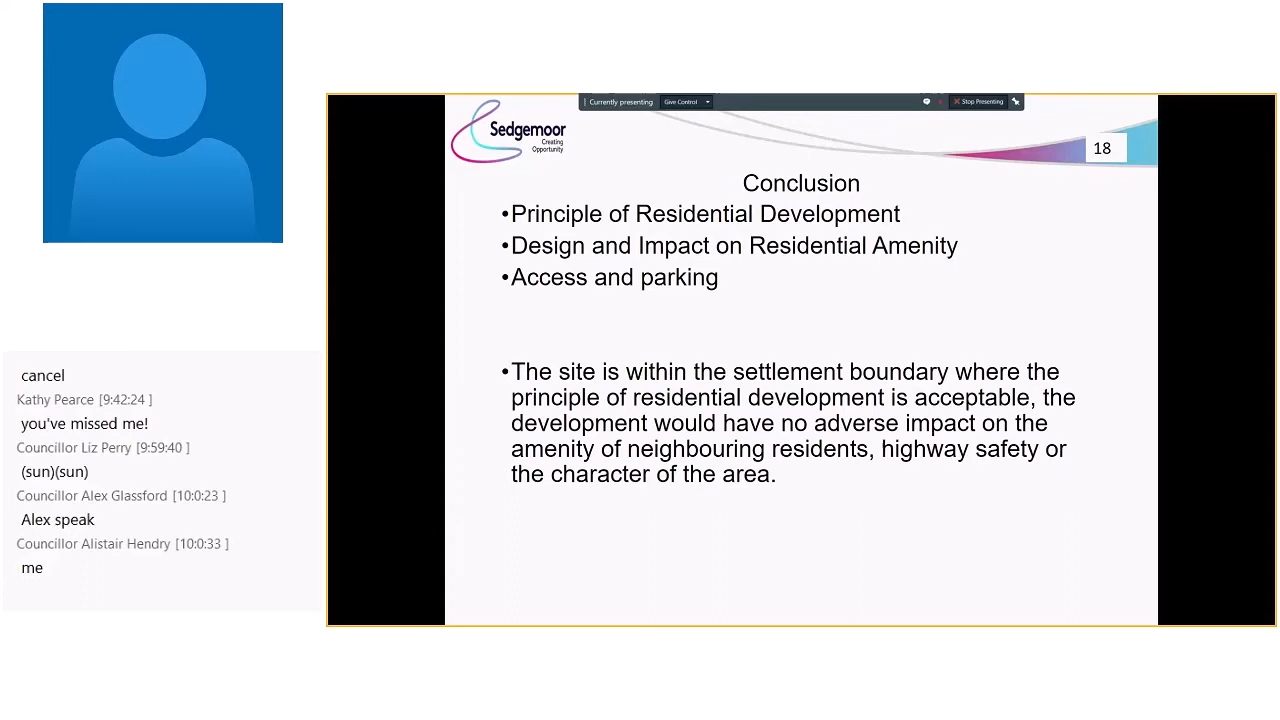 Currently presenting
Give Control
Stop Presenting
Sedgemoor
Creating
Opportunity
18
Conclusion
•Principle of Residential Development
•Design and Impact on Residential Amenity
•Access and parking
•The site is within the settlement boundary where the
principle of residential development is acceptable, the
development would have no adverse impact on the
amenity of neighbouring residents, highway safety or
the character of the area.
cancel
Kathy Pearce [9:42:24 ]
you've missed me!
Councillor Liz Perry [9:59:40 ]
(sun)(sun)
Councillor Alex Glassford [10:0:23 ]
Alex speak
Councillor Alistair Hendry [10:0:33 ]
me